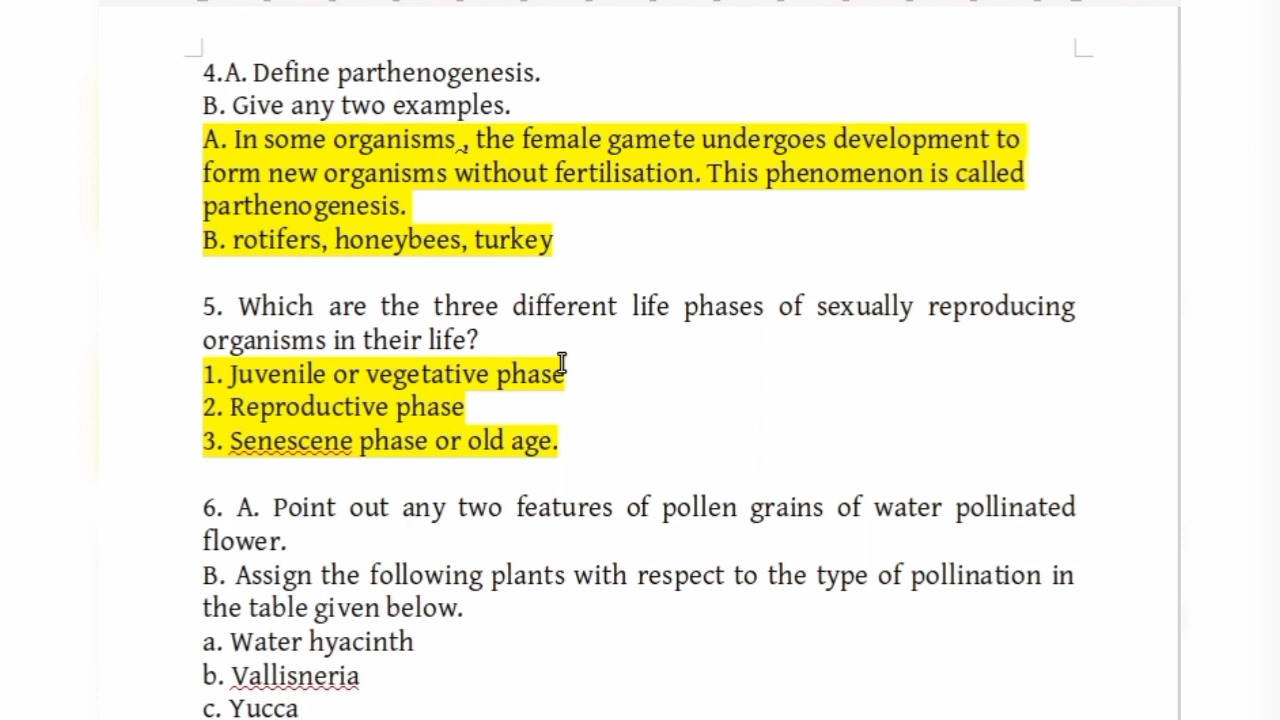 4.A. Define parthenogenesis.
B. Give any two examples.
A. In some organisms , the female gamete undergoes development to
form new organisms without fertilisation. This phenomenon is called
parthenogenesis.
B. rotifers, honeybees, turkey
5. Which are the three different life phases of sexually reproducing
organisms in their life?
1. Juvenile or vegetative phase
2. Reproductive phase
3. Senescene phase or old age.
6. A. Point out any two features of pollen grains of water pollinated
flower.
B. Assign the following plants with respect to the type of pollination in
the table given below.
a. Water hyacinth
b. Vallisneria
c. Yucca